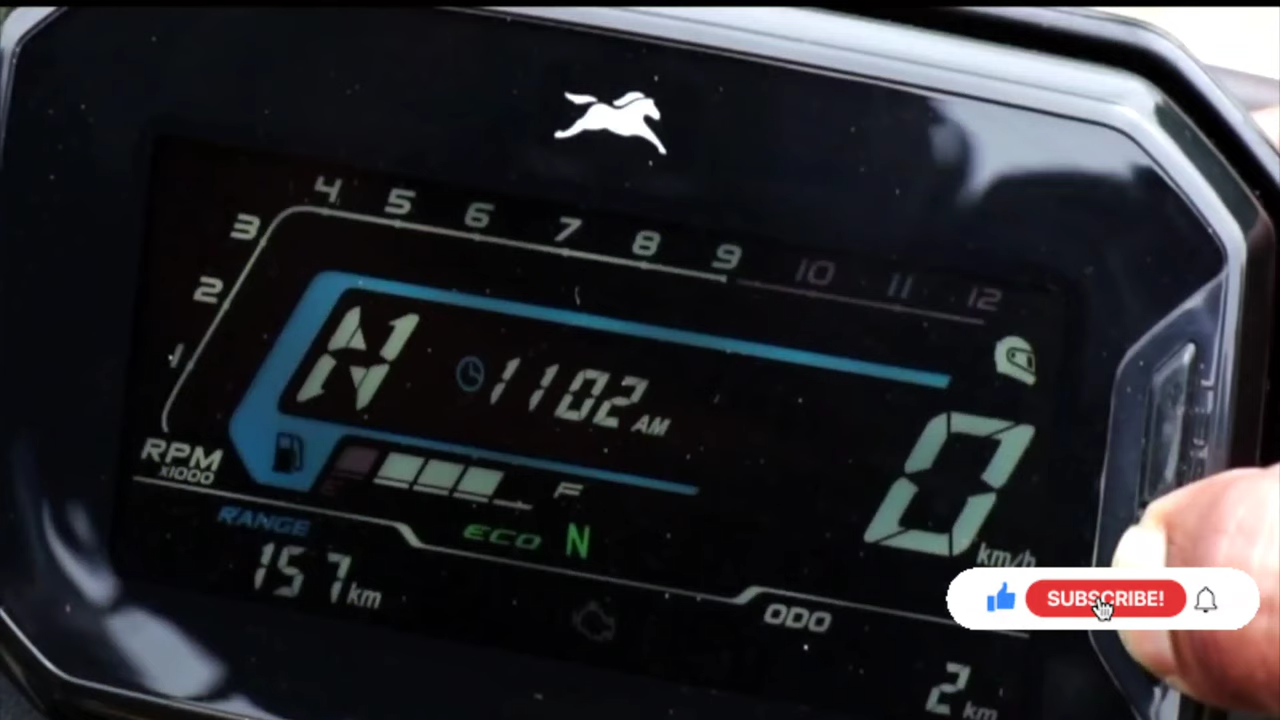 4 5 6 7 8 9 10 11 12
3
2
1
N 1102 AM
RPM
x1000
E F
0
km/h
RANGE
ECO N
157 km
ODO
2 km
SUBSCRIBE!